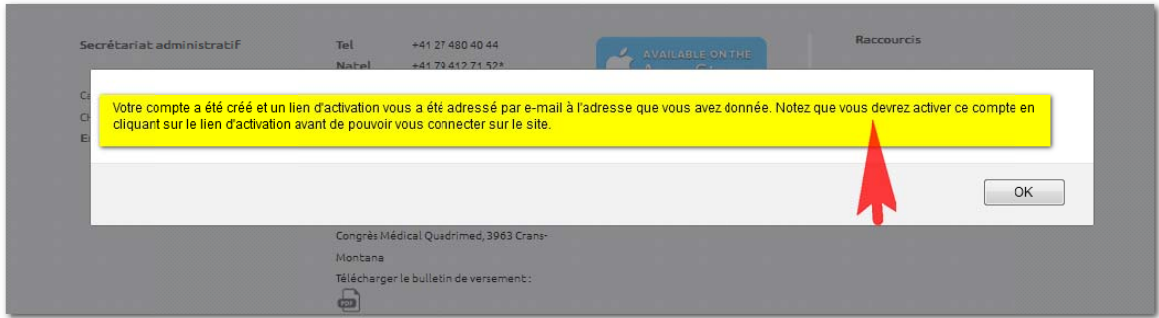 Secrétariat administratif
Tel +41 27 480 40 44
Natel +41 79 412 71 52*
AVAILABLE ON THE
Raccourcis
Votre compte a été créé et un lien d'activation vous a été adressé par e-mail à l'adresse que vous avez donnée. Notez que vous devrez activer ce compte en
cliquant sur le lien d'activation avant de pouvoir vous connecter sur le site.
OK
Congrès Médical Quadrimed, 3963 Crans-
Montana
Télécharger le bulletin de versement :
PDF